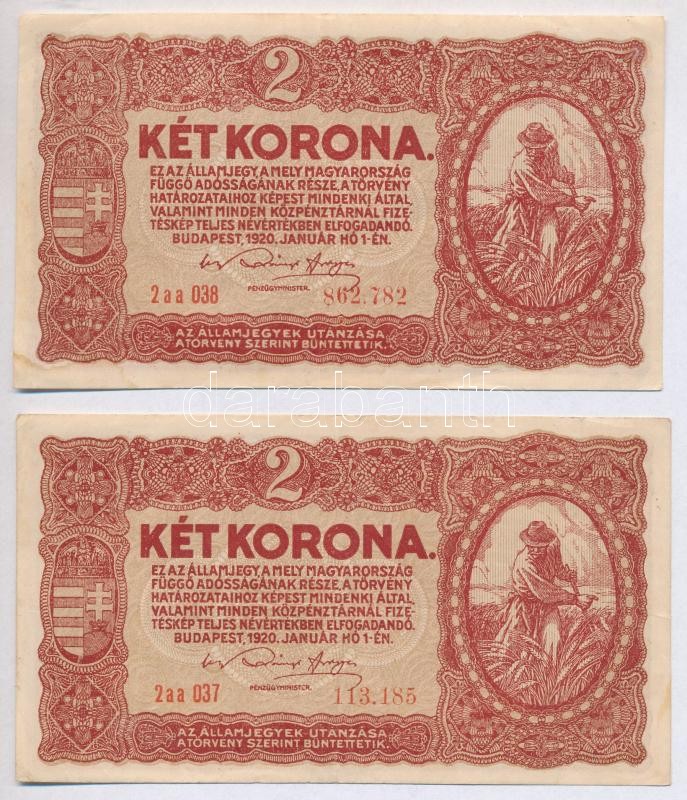 2
KÉT KORONA.
EZ AZ ÁLLAMJEGY, A MELY MAGYARORSZÁG
FÜGGŐ ADÓSSÁGÁNAK RÉSZE, A TÖRVÉNY
HATÁROZATAIHOZ KÉPEST MINDENKI ÁLTAL,
VALAMINT MINDEN KÖZPÉNZTÁRNÁL FIZE-
TÉSKÉP TELJES NÉVÉRTÉKBEN ELFOGADANDÓ.
BUDAPEST, 1920. JANUÁR HÓ 1-ÉN.
2aa 038 PÉNZÜGYMINISTER. 862.782
AZ ÁLLAMJEGYEK UTÁNZÁSA
A TÖRVÉNY SZERINT BÜNTETTETIK.
darabanth
2
KÉT KORONA.
EZ AZ ÁLLAMJEGY, A MELY MAGYARORSZÁG
FÜGGŐ ADÓSSÁGÁNAK RÉSZE, A TÖRVÉNY
HATÁROZATAIHOZ KÉPEST MINDENKI ÁLTAL,
VALAMINT MINDEN KÖZPÉNZTÁRNÁL FIZE-
TÉSKÉP TELJES NÉVÉRTÉKBEN ELFOGADANDÓ.
BUDAPEST, 1920. JANUÁR HÓ 1-ÉN.
2aa 037 PÉNZÜGYMINISTER. 113.185
AZ ÁLLAMJEGYEK UTÁNZÁSA
A TÖRVÉNY SZERINT BÜNTETTETIK.